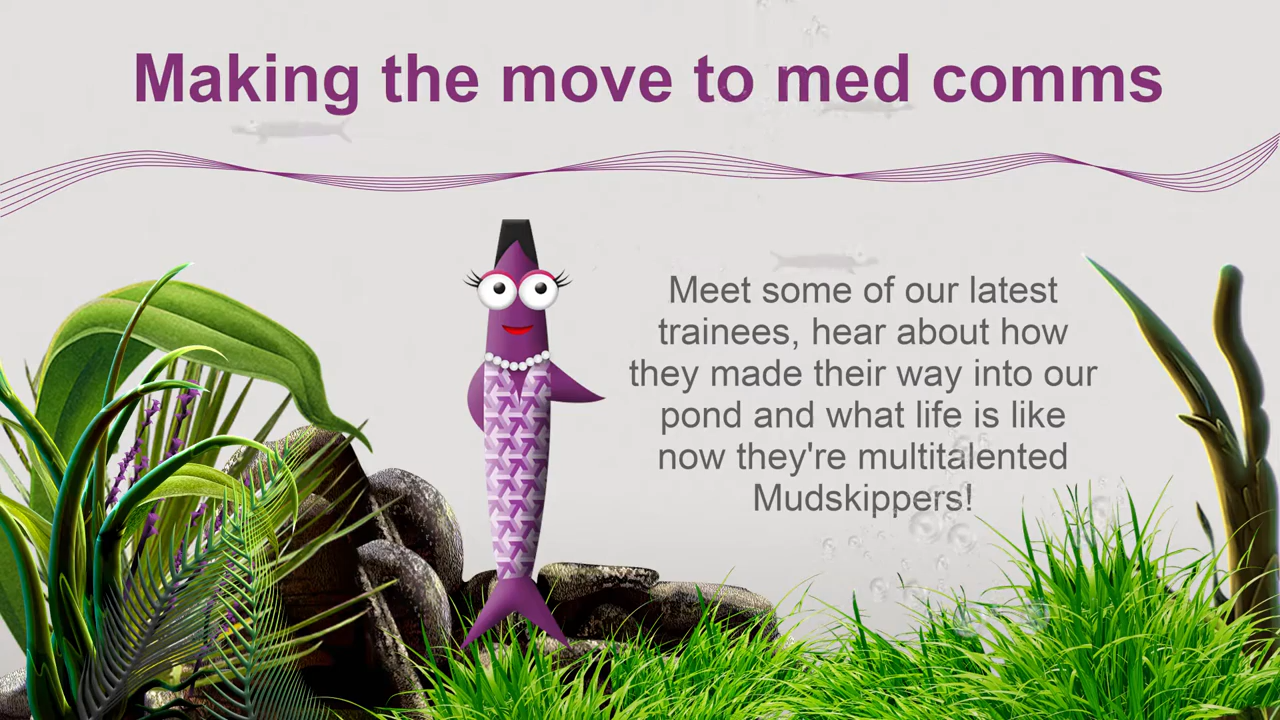 Making the move to med comms
Meet some of our latest
trainees, hear about how
they made their way into our
pond and what life is like
now they're multitalented
Mudskippers!